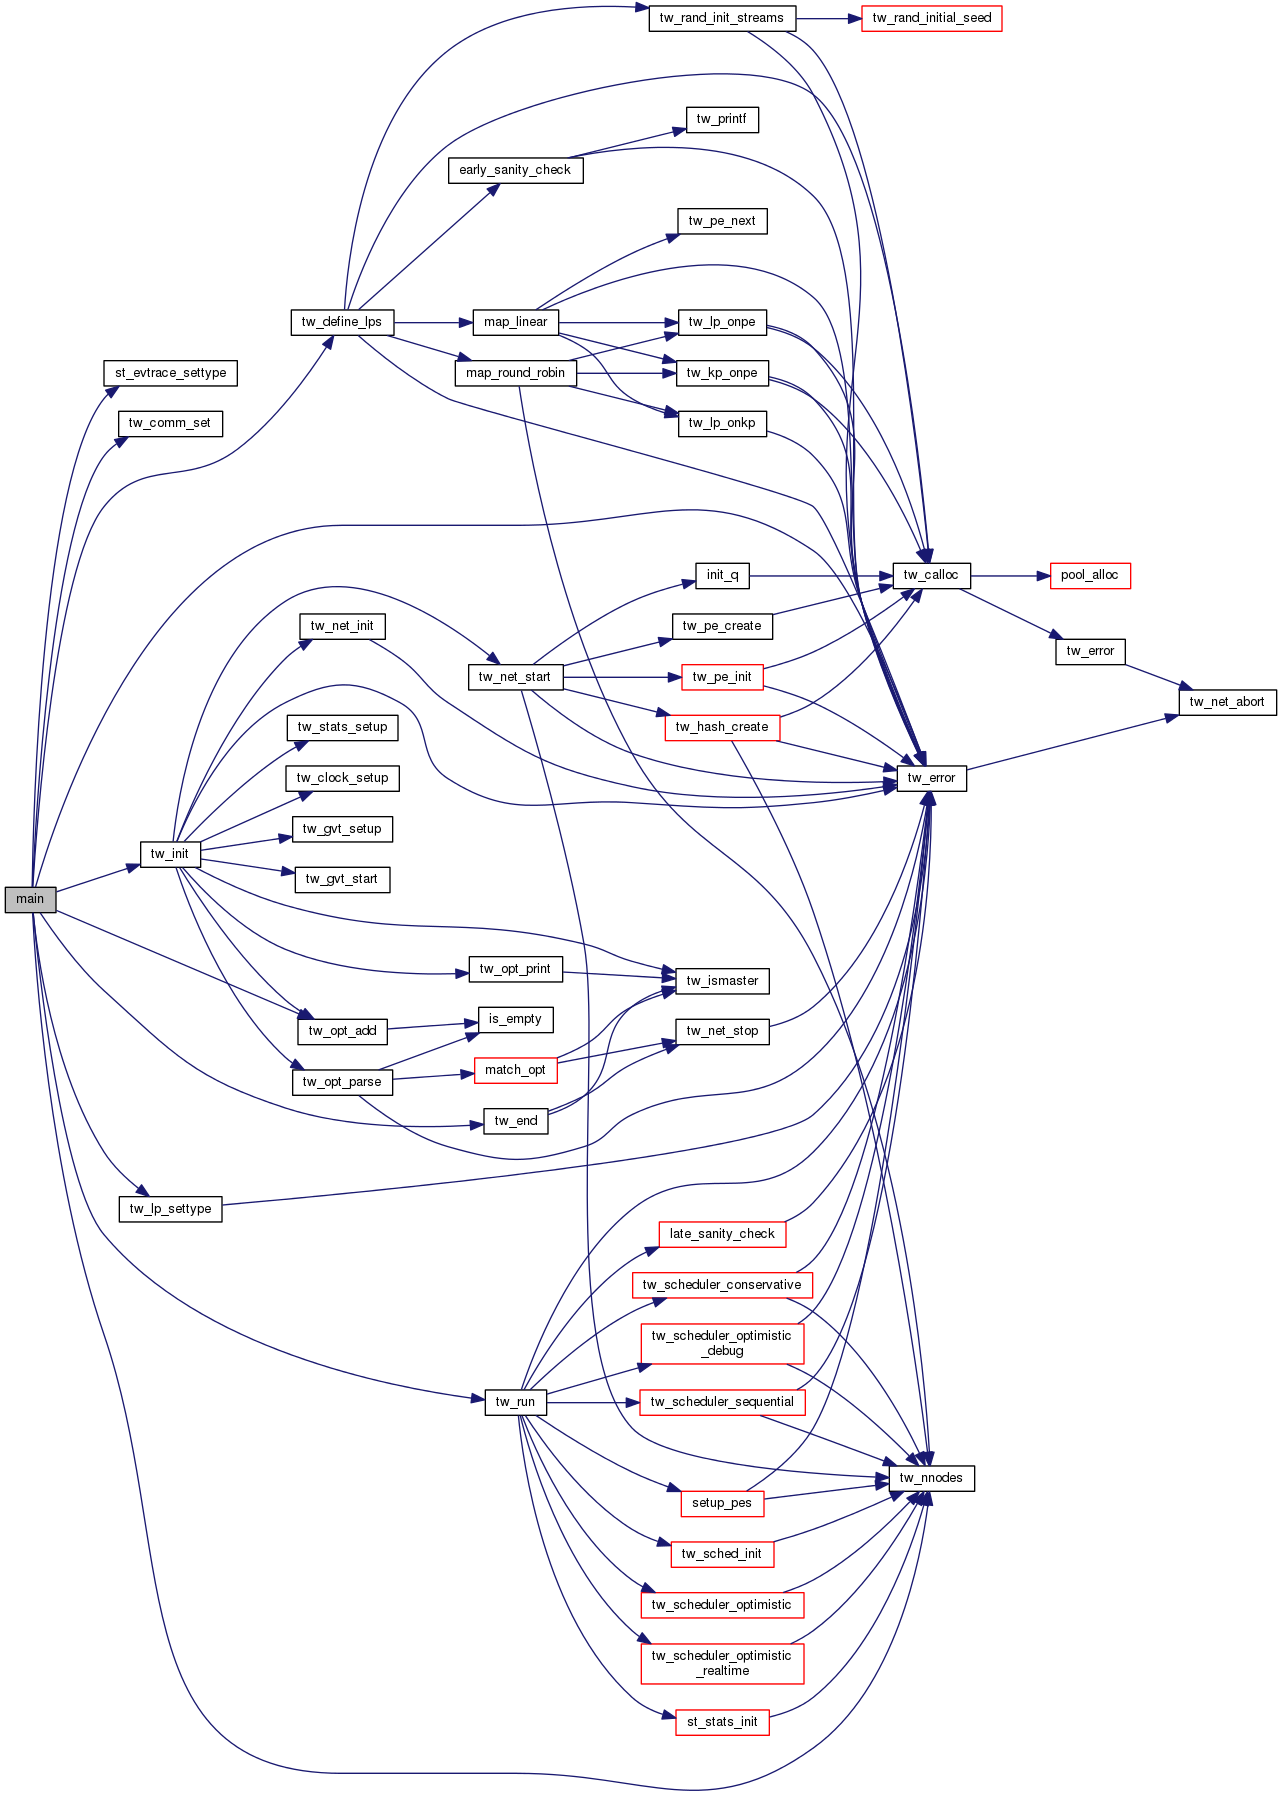 tw_rand_init_streams
tw_rand_initial_seed
tw_printf
early_sanity_check
tw_pe_next
tw_define_lps
map_linear
tw_lp_onpe
st_evtrace_settype
map_round_robin
tw_kp_onpe
tw_comm_set
tw_lp_onkp
init_q
tw_calloc
pool_alloc
tw_net_init
tw_pe_create
tw_error
tw_net_start
tw_pe_init
tw_net_abort
tw_stats_setup
tw_hash_create
tw_clock_setup
tw_error
tw_gvt_setup
tw_init
tw_gvt_start
main
tw_opt_print
tw_ismaster
is_empty
tw_opt_add
tw_net_stop
match_opt
tw_opt_parse
tw_end
tw_lp_settype
late_sanity_check
tw_scheduler_conservative
tw_scheduler_optimistic
_debug
tw_run
tw_scheduler_sequential
tw_nnodes
setup_pes
tw_sched_init
tw_scheduler_optimistic
tw_scheduler_optimistic
_realtime
st_stats_init